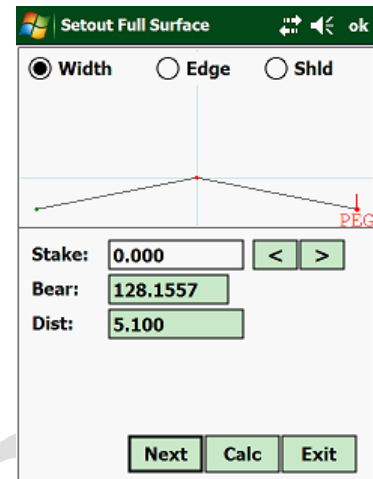 Setout Full Surface ok
Width Edge Shld
PEG
Stake: 0.000 < >
Bear: 128.1557
Dist: 5.100
Next Calc Exit